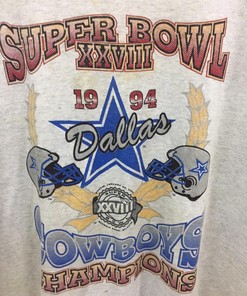 SUPER BOWL
XXVIII
19 94
Dallas
XXVIII
COWBOYS
CHAMPIONS